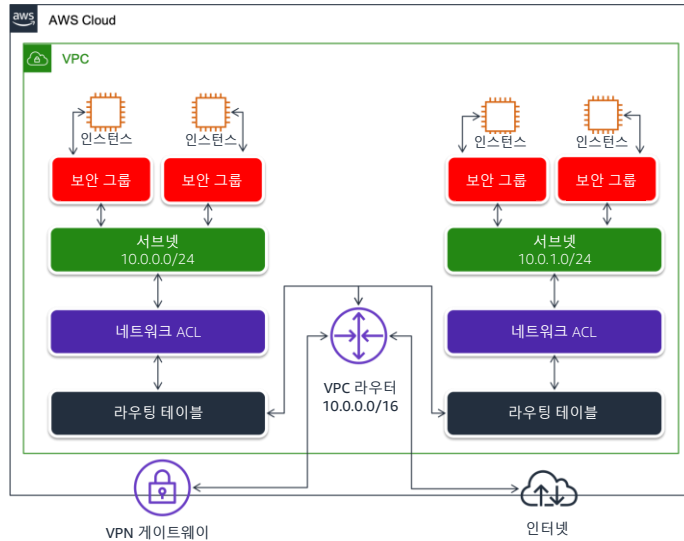 aws
AWS Cloud
VPC
인스턴스
인스턴스
인스턴스
인스턴스
보안 그룹
보안 그룹
보안 그룹
보안 그룹
서브넷
10.0.0.0/24
서브넷
10.0.1.0/24
네트워크 ACL
네트워크 ACL
VPC 라우터
10.0.0.0/16
라우팅 테이블
라우팅 테이블
VPN 게이트웨이
인터넷